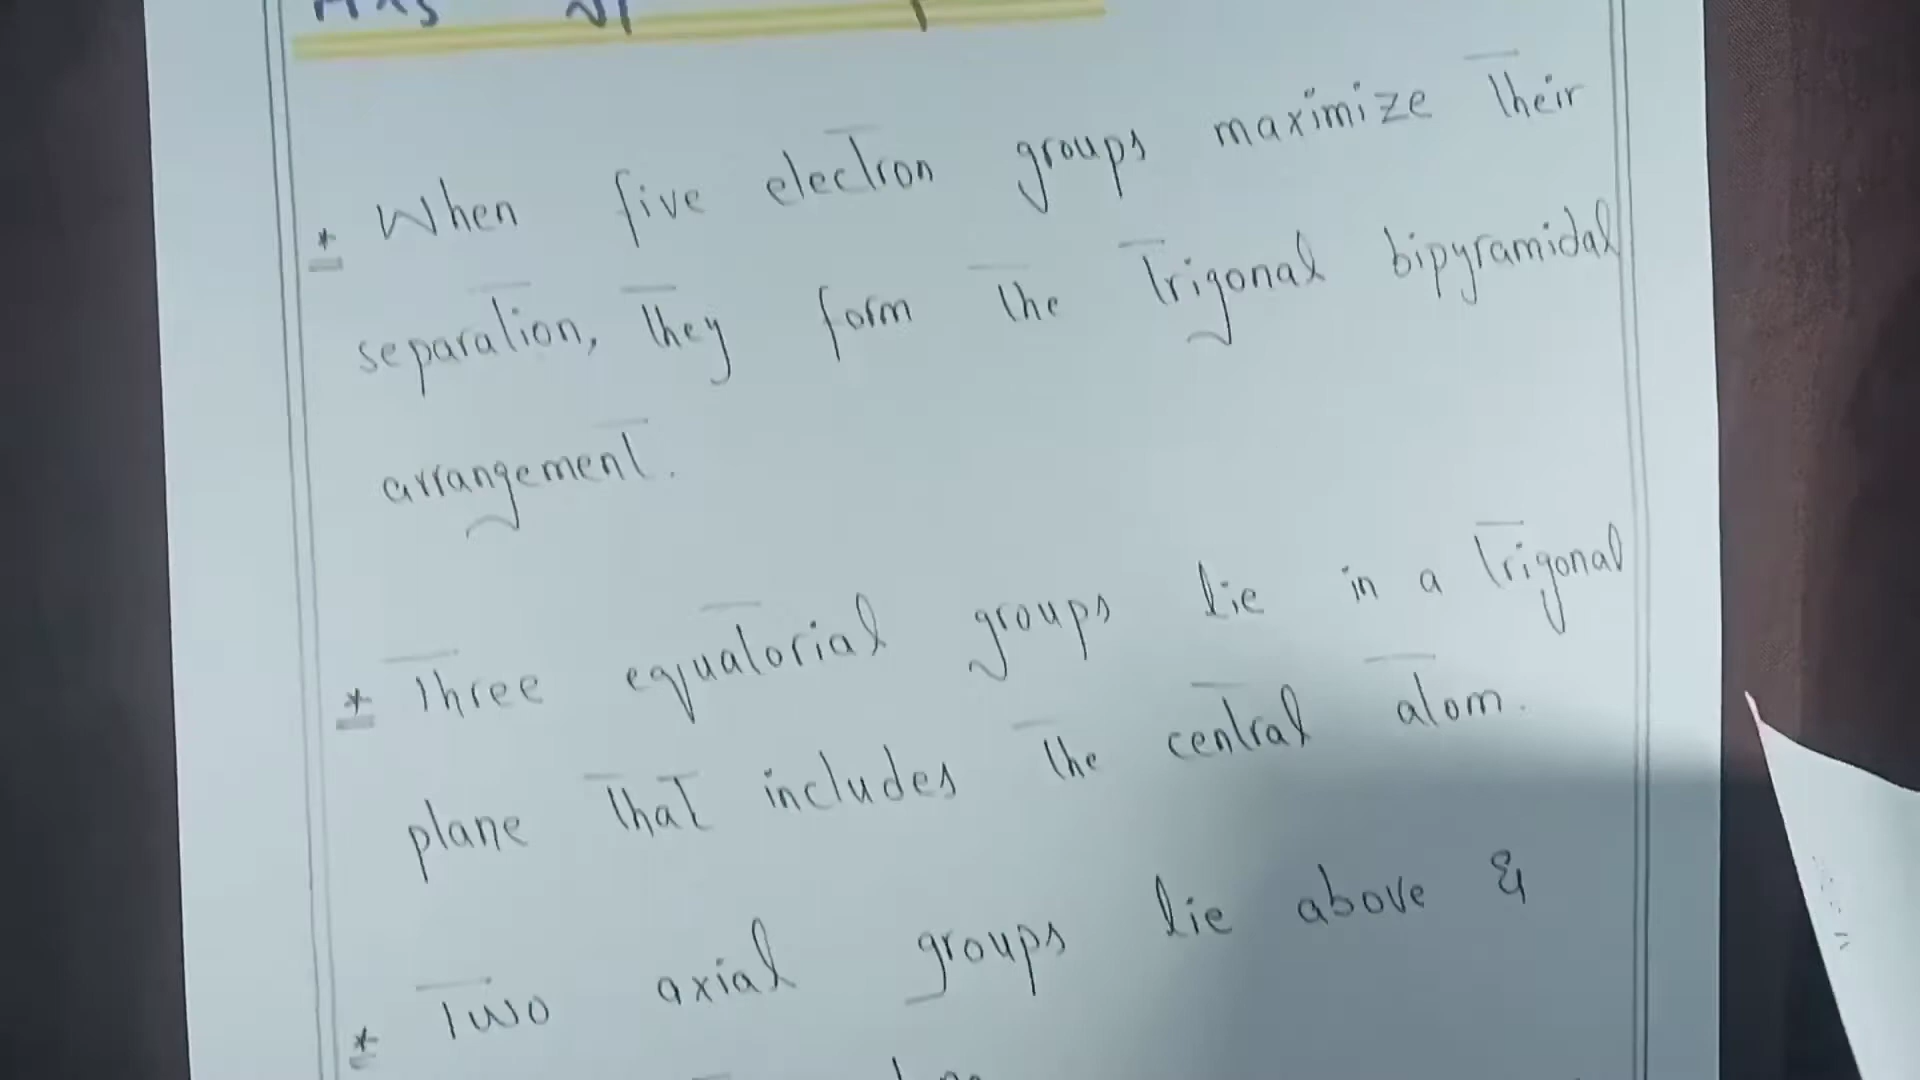 * When five electron groups maximize their
separation, they form the trigonal bipyramidal
arrangement.
* Three equatorial groups lie in a trigonal
plane that includes the central atom.
* Two axial groups lie above &